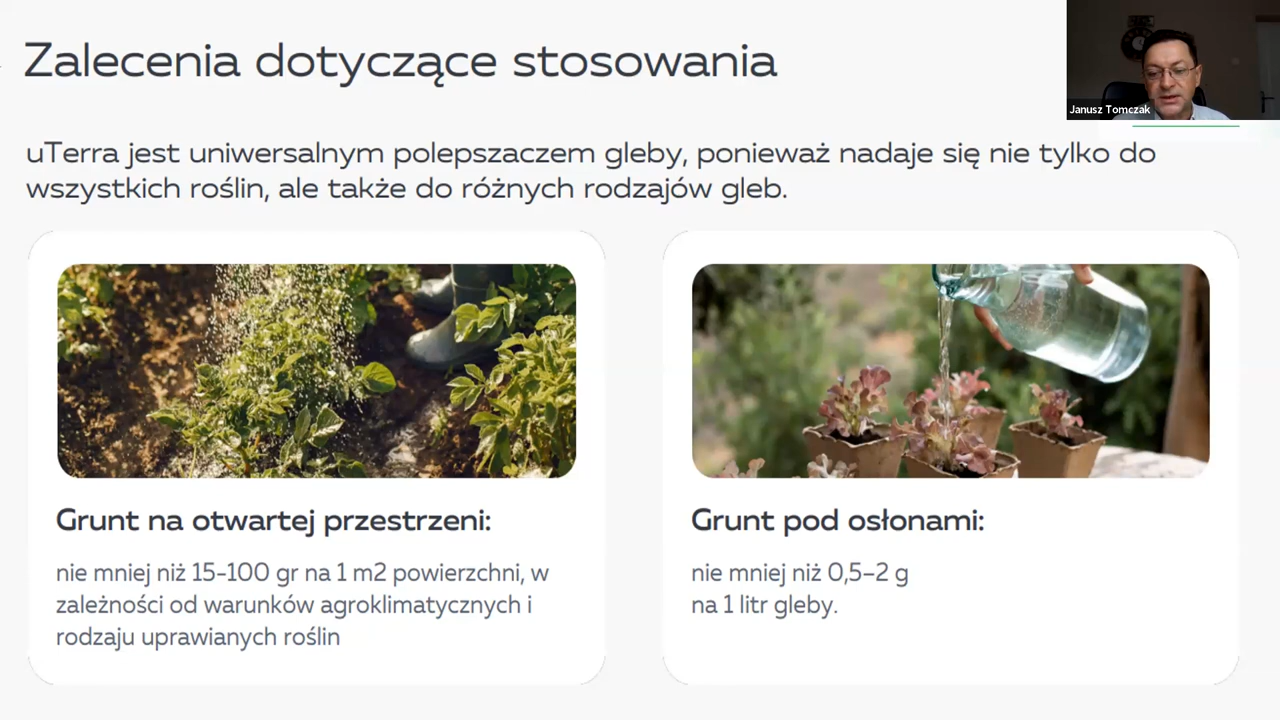 Zalecenia dotyczące stosowania
Janusz Tomczak
uTerra jest uniwersalnym polepszaczem gleby, ponieważ nadaje się nie tylko do
wszystkich roślin, ale także do różnych rodzajów gleb.
Grunt na otwartej przestrzeni:
nie mniej niż 15-100 gr na 1 m2 powierzchni, w
zależności od warunków agroklimatycznych i
rodzaju uprawianych roślin
Grunt pod osłonami:
nie mniej niż 0,5–2 g
na 1 litr gleby.